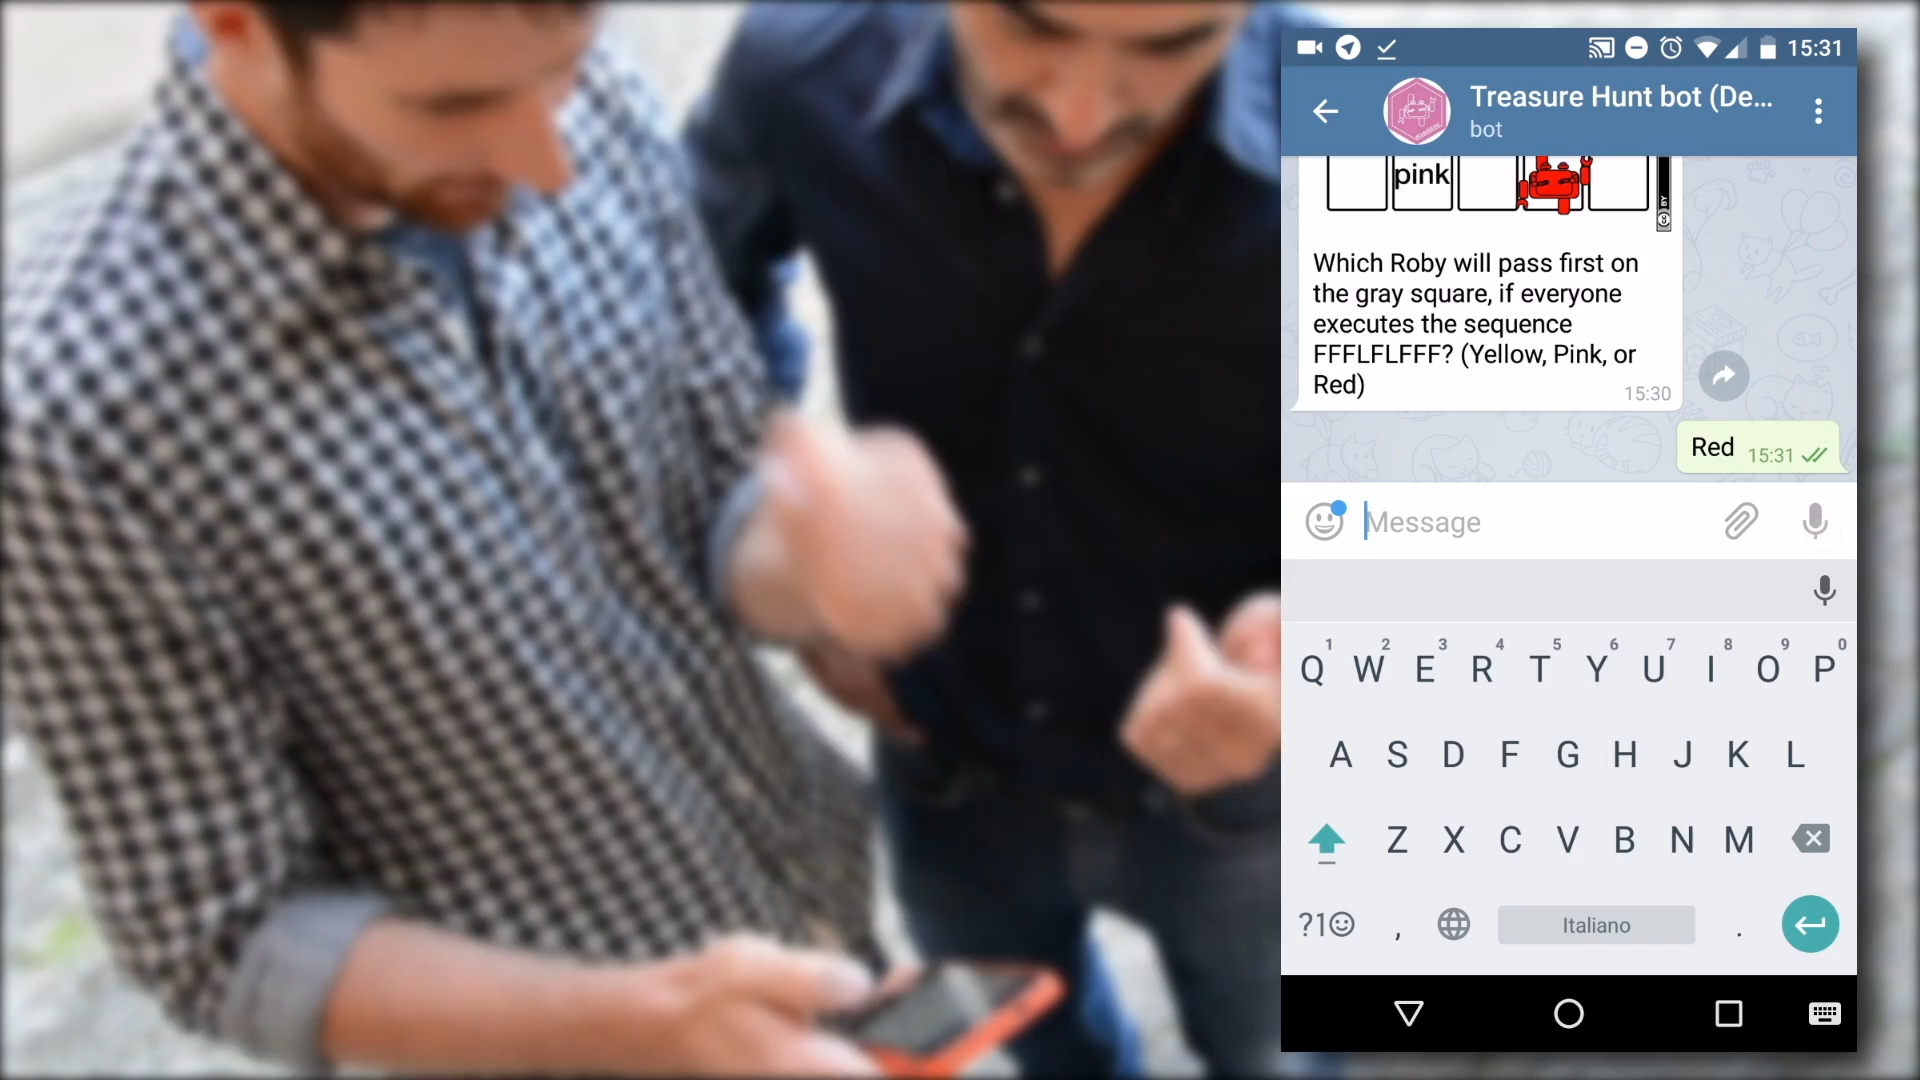 15:31
Treasure Hunt bot (De...
bot
pink
BY
cc
Which Roby will pass first on
the gray square, if everyone
executes the sequence
FFFLFLFFF? (Yellow, Pink, or
Red)
15:30
Red 15:31
Message
1 2 3 4 5 6 7 8 9 0
Q W E R T Y U I O P
A S D F G H J K L
Z X C V B N M
?1☺ , Italiano .